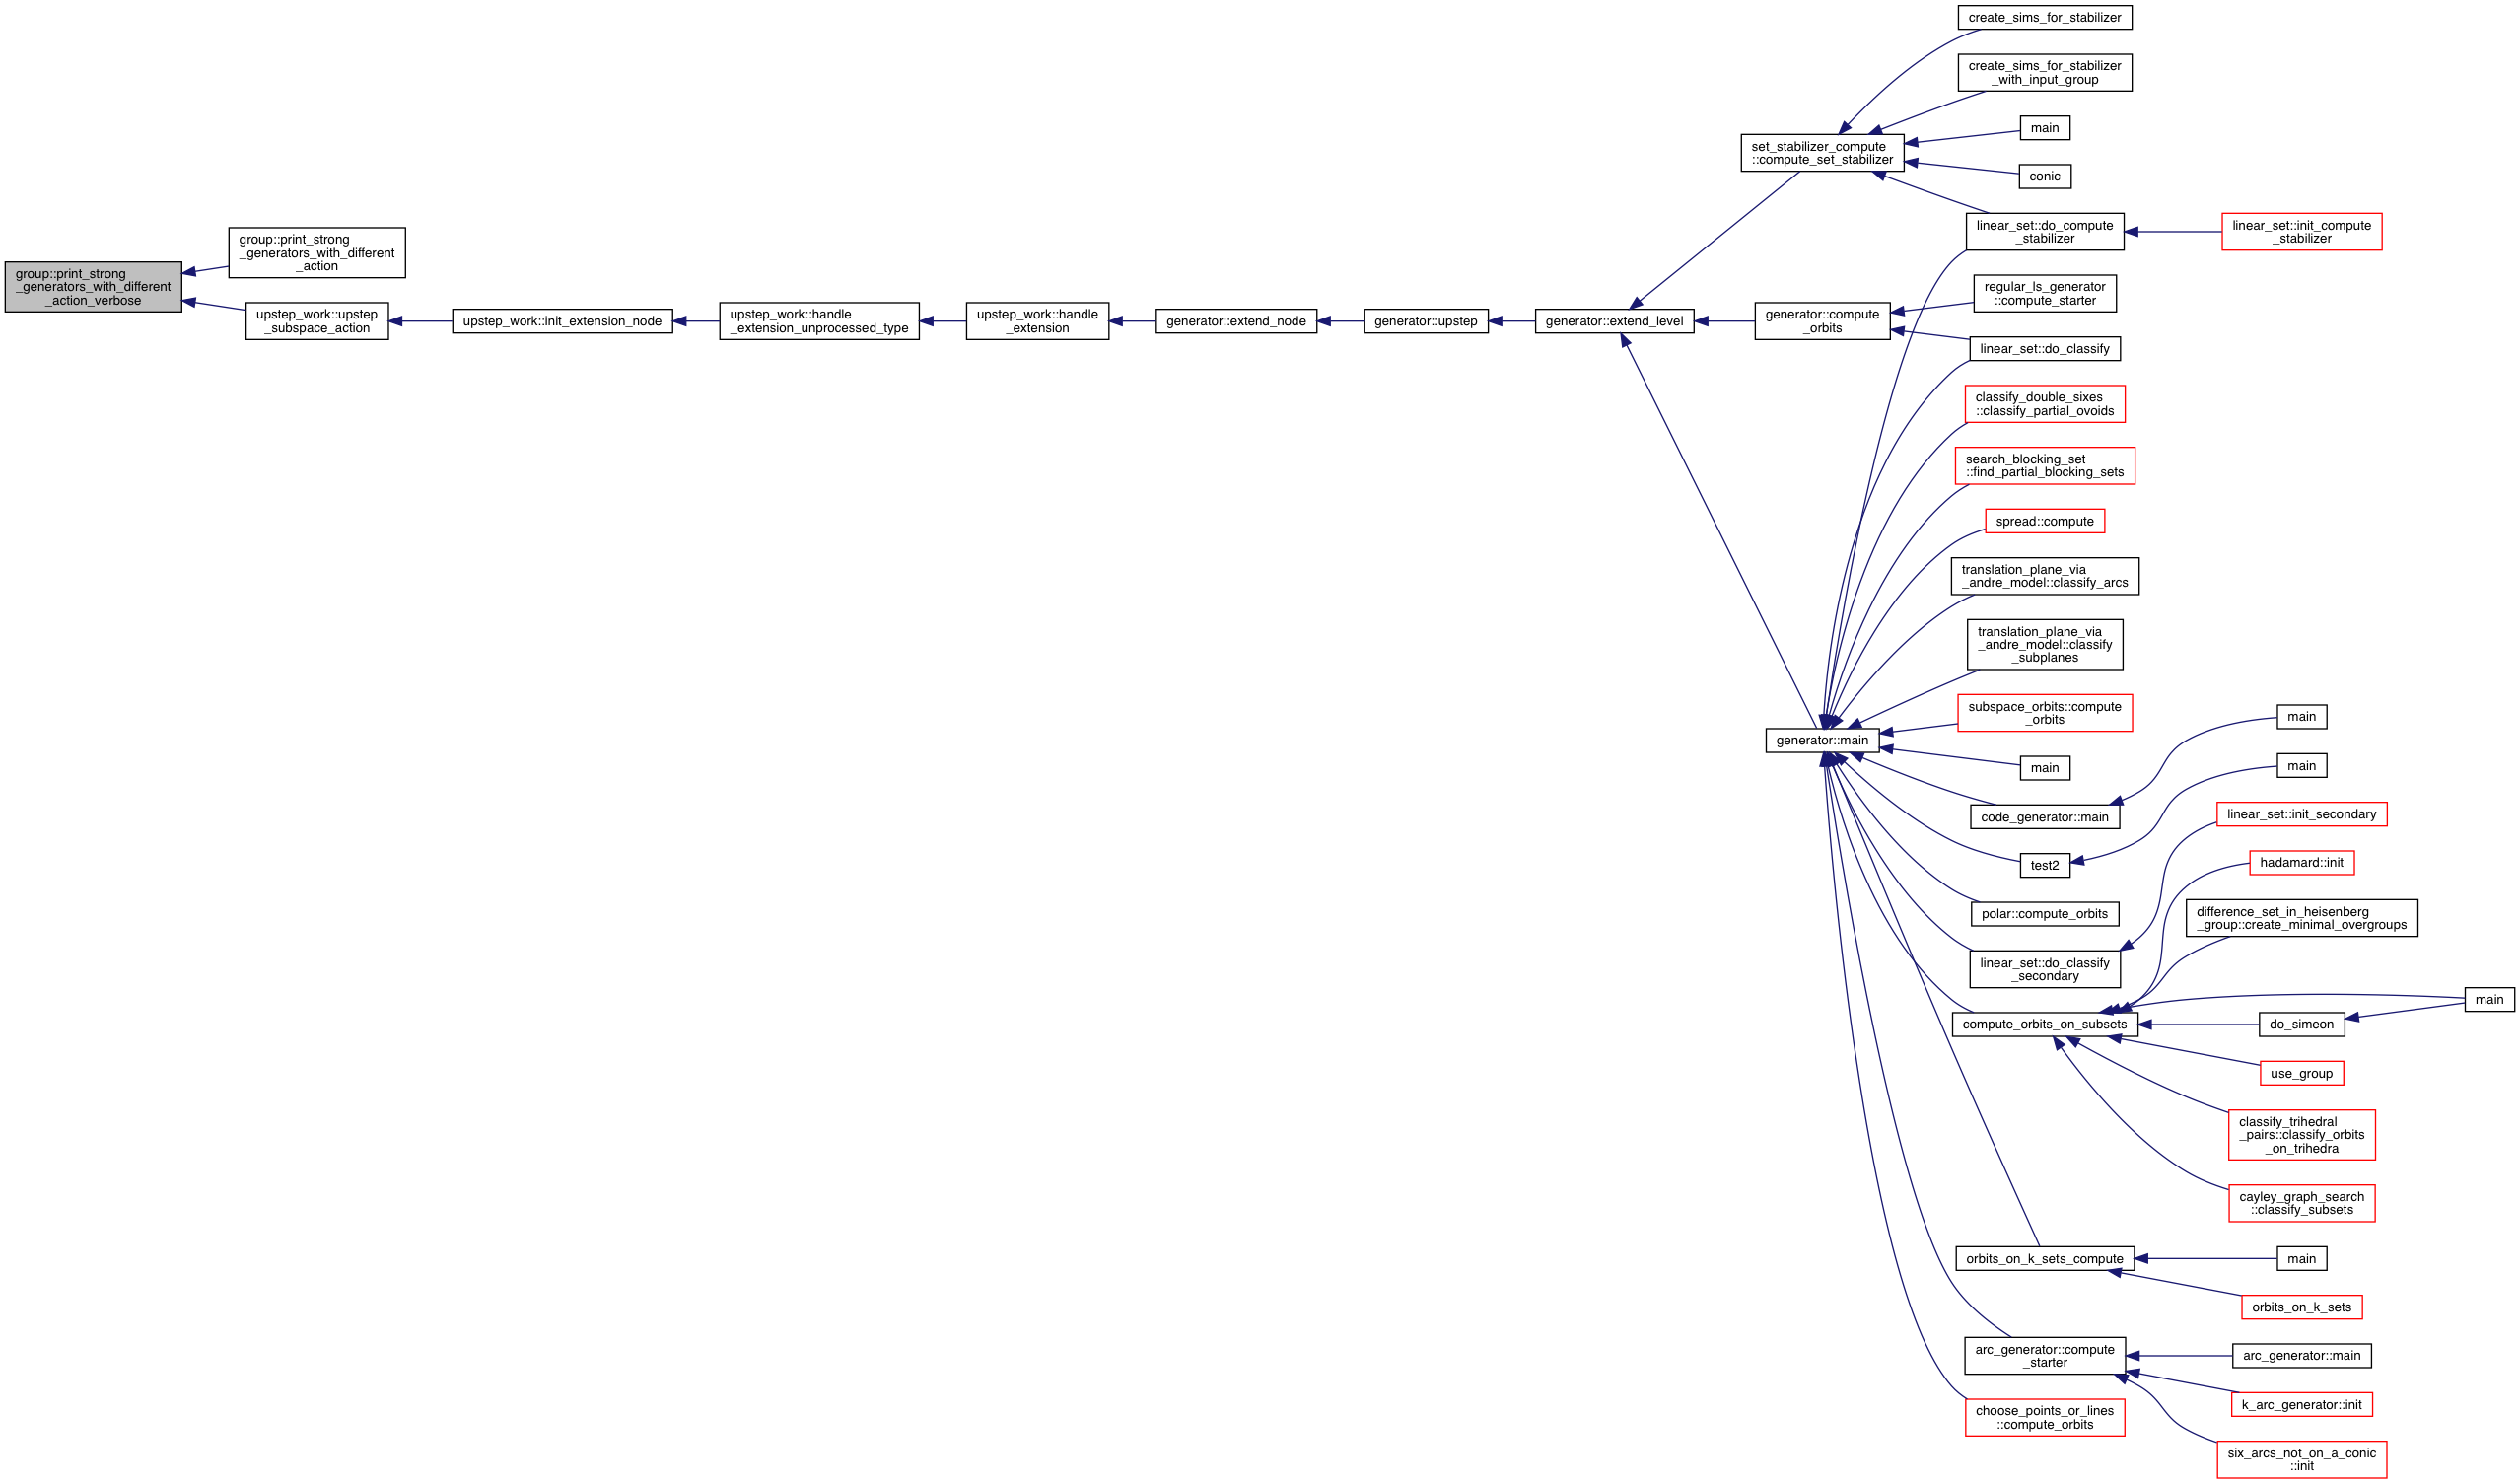 group::print_strong
_generators_with_different
_action_verbose
group::print_strong
_generators_with_different
_action
upstep_work::upstep
_subspace_action
upstep_work::init_extension_node
upstep_work::handle
_extension_unprocessed_type
upstep_work::handle
_extension
generator::extend_node
generator::upstep
generator::extend_level
set_stabilizer_compute
::compute_set_stabilizer
generator::compute
_orbits
generator::main
create_sims_for_stabilizer
create_sims_for_stabilizer
_with_input_group
main
conic
linear_set::do_compute
_stabilizer
linear_set::init_compute
_stabilizer
regular_ls_generator
::compute_starter
linear_set::do_classify
classify_double_sixes
::classify_partial_ovoids
search_blocking_set
::find_partial_blocking_sets
spread::compute
translation_plane_via
_andre_model::classify_arcs
translation_plane_via
_andre_model::classify
_subplanes
subspace_orbits::compute
_orbits
main
code_generator::main
test2
polar::compute_orbits
linear_set::do_classify
_secondary
compute_orbits_on_subsets
orbits_on_k_sets_compute
arc_generator::compute
_starter
choose_points_or_lines
::compute_orbits
main
main
linear_set::init_secondary
hadamard::init
difference_set_in_heisenberg
_group::create_minimal_overgroups
main
do_simeon
use_group
classify_trihedral
_pairs::classify_orbits
_on_trihedra
cayley_graph_search
::classify_subsets
main
orbits_on_k_sets
arc_generator::main
k_arc_generator::init
six_arcs_not_on_a_conic
::init